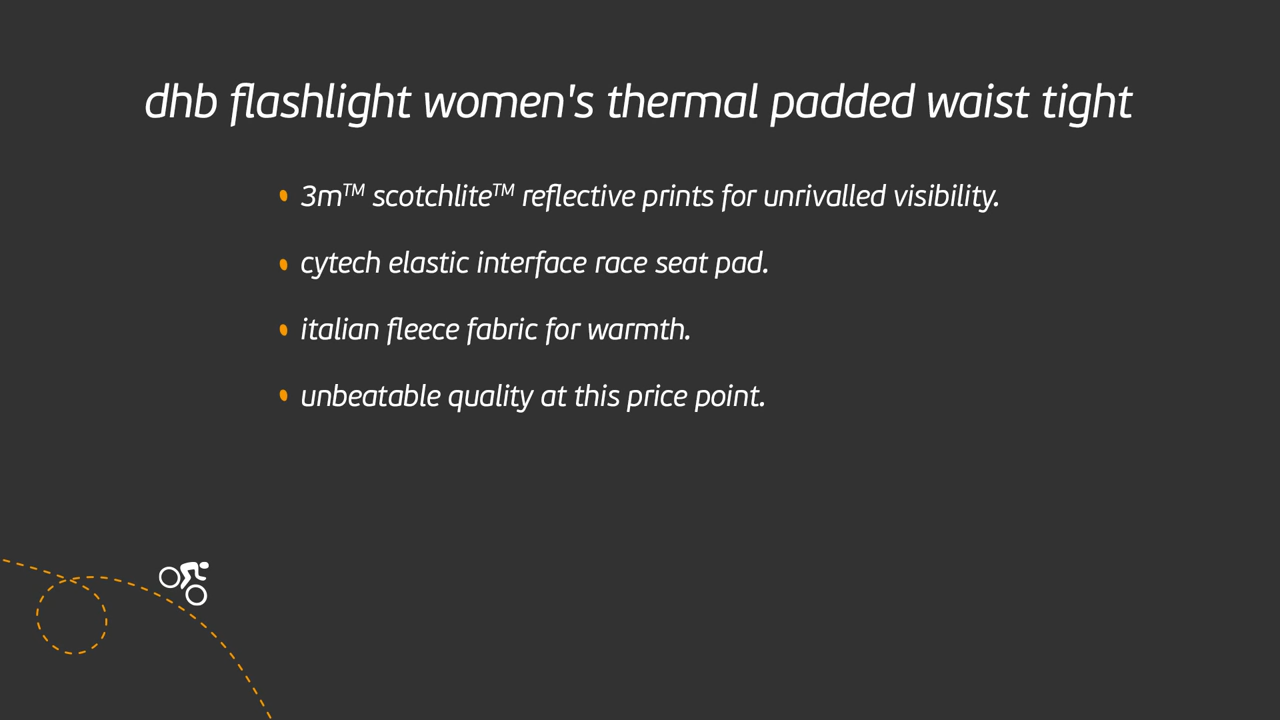 dhb flashlight women's thermal padded waist tight
• 3m™ scotchlite™ reflective prints for unrivalled visibility.
• cytech elastic interface race seat pad.
• italian fleece fabric for warmth.
• unbeatable quality at this price point.